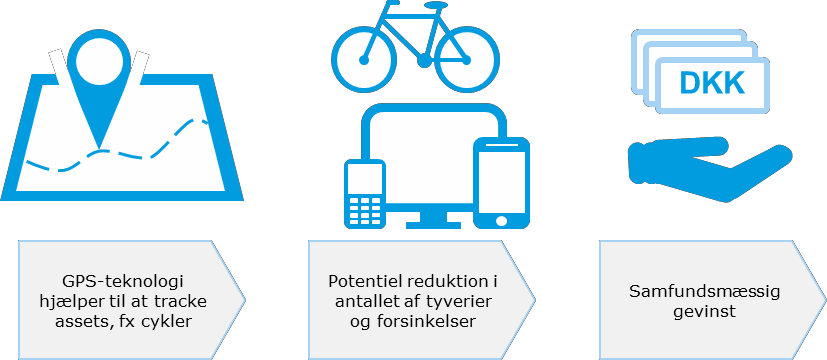 DKK
GPS-teknologi
hjælper til at tracke
assets, fx cykler
Potentiel reduktion i
antallet af tyverier
og forsinkelser
Samfundsmæssig
gevinst